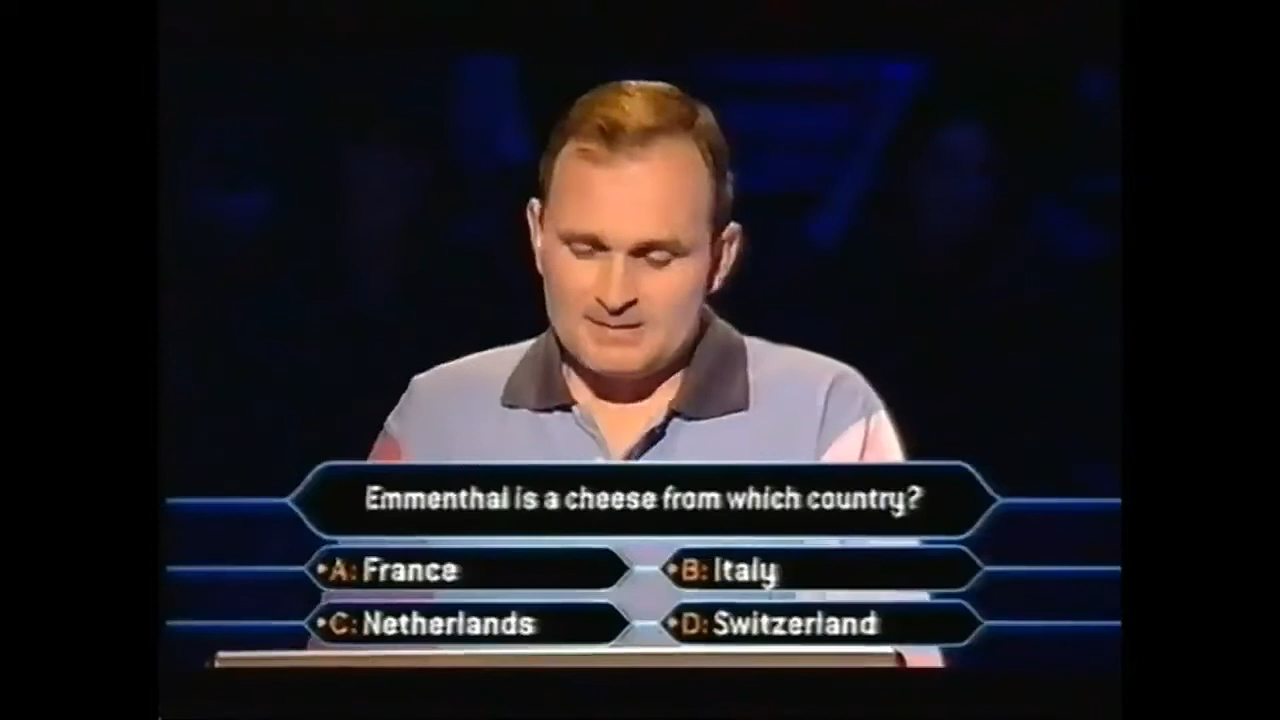 Emmenthal is a cheese from which country?
•A: France
•B: Italy
•C: Netherlands
•D: Switzerland